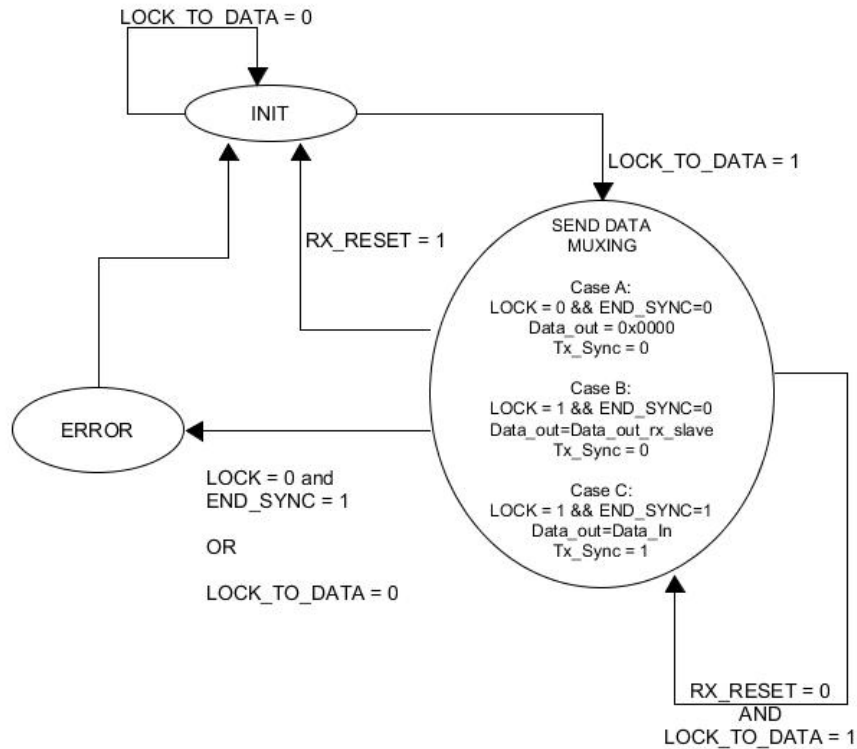 LOCK_TO_DATA = 0
INIT
LOCK_TO_DATA = 1
RX_RESET = 1
SEND DATA
MUXING
Case A:
LOCK = 0 && END_SYNC=0
Data_out = 0x0000
Tx_Sync = 0
Case B:
LOCK = 1 && END_SYNC=0
Data_out=Data_out_rx_slave
Tx_Sync = 0
Case C:
LOCK = 1 && END_SYNC=1
Data_out=Data_In
Tx_Sync = 1
ERROR
LOCK = 0 and
END_SYNC = 1
OR
LOCK_TO_DATA = 0
RX_RESET = 0
AND
LOCK_TO_DATA = 1